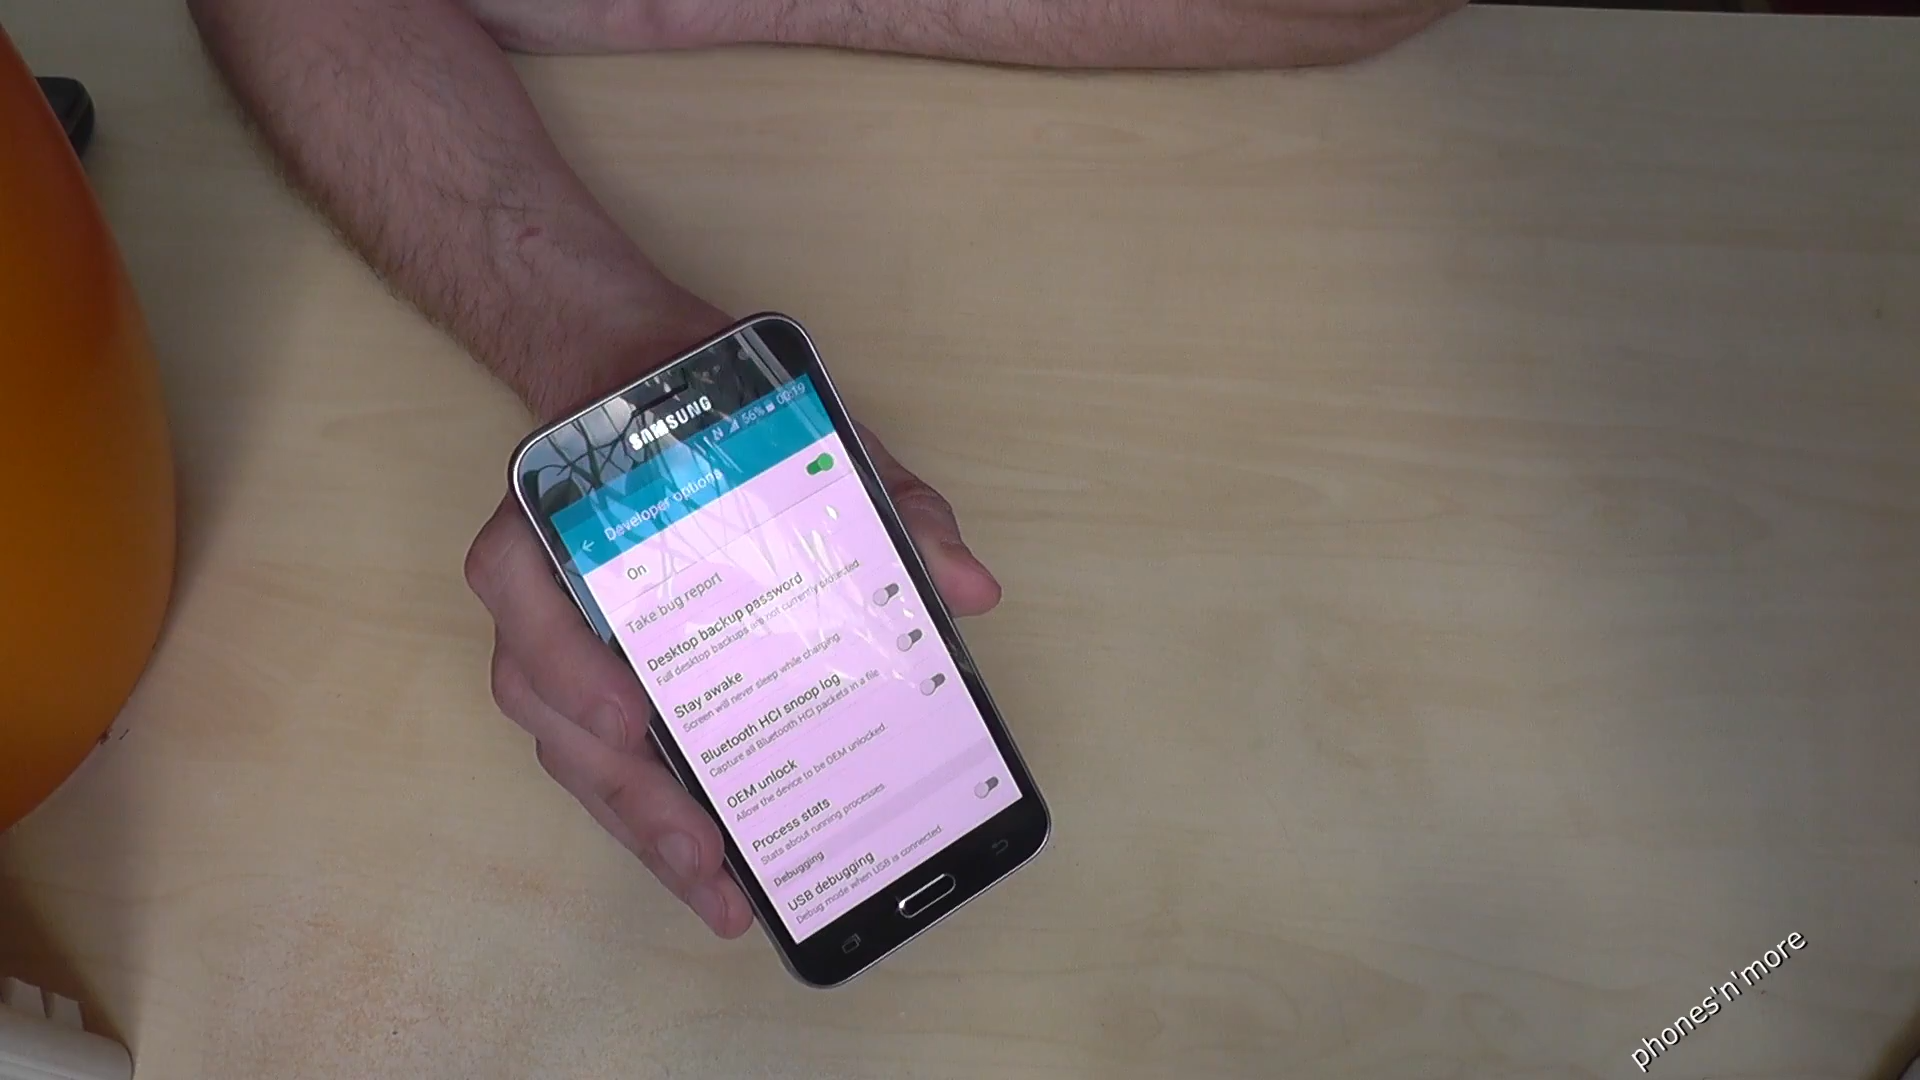 SAMSUNG
56% 00:19
Developer options
On
Take bug report
Desktop backup password
Full desktop backups are not currently protected
Stay awake
Screen will never sleep while charging.
Bluetooth HCI snoop log
Capture all Bluetooth HCI packets in a file
OEM unlock
Allow the device to be OEM unlocked.
Process stats
Stats about running processes
Debugging
USB debugging
Debug mode when USB is connected.
phones'n'more